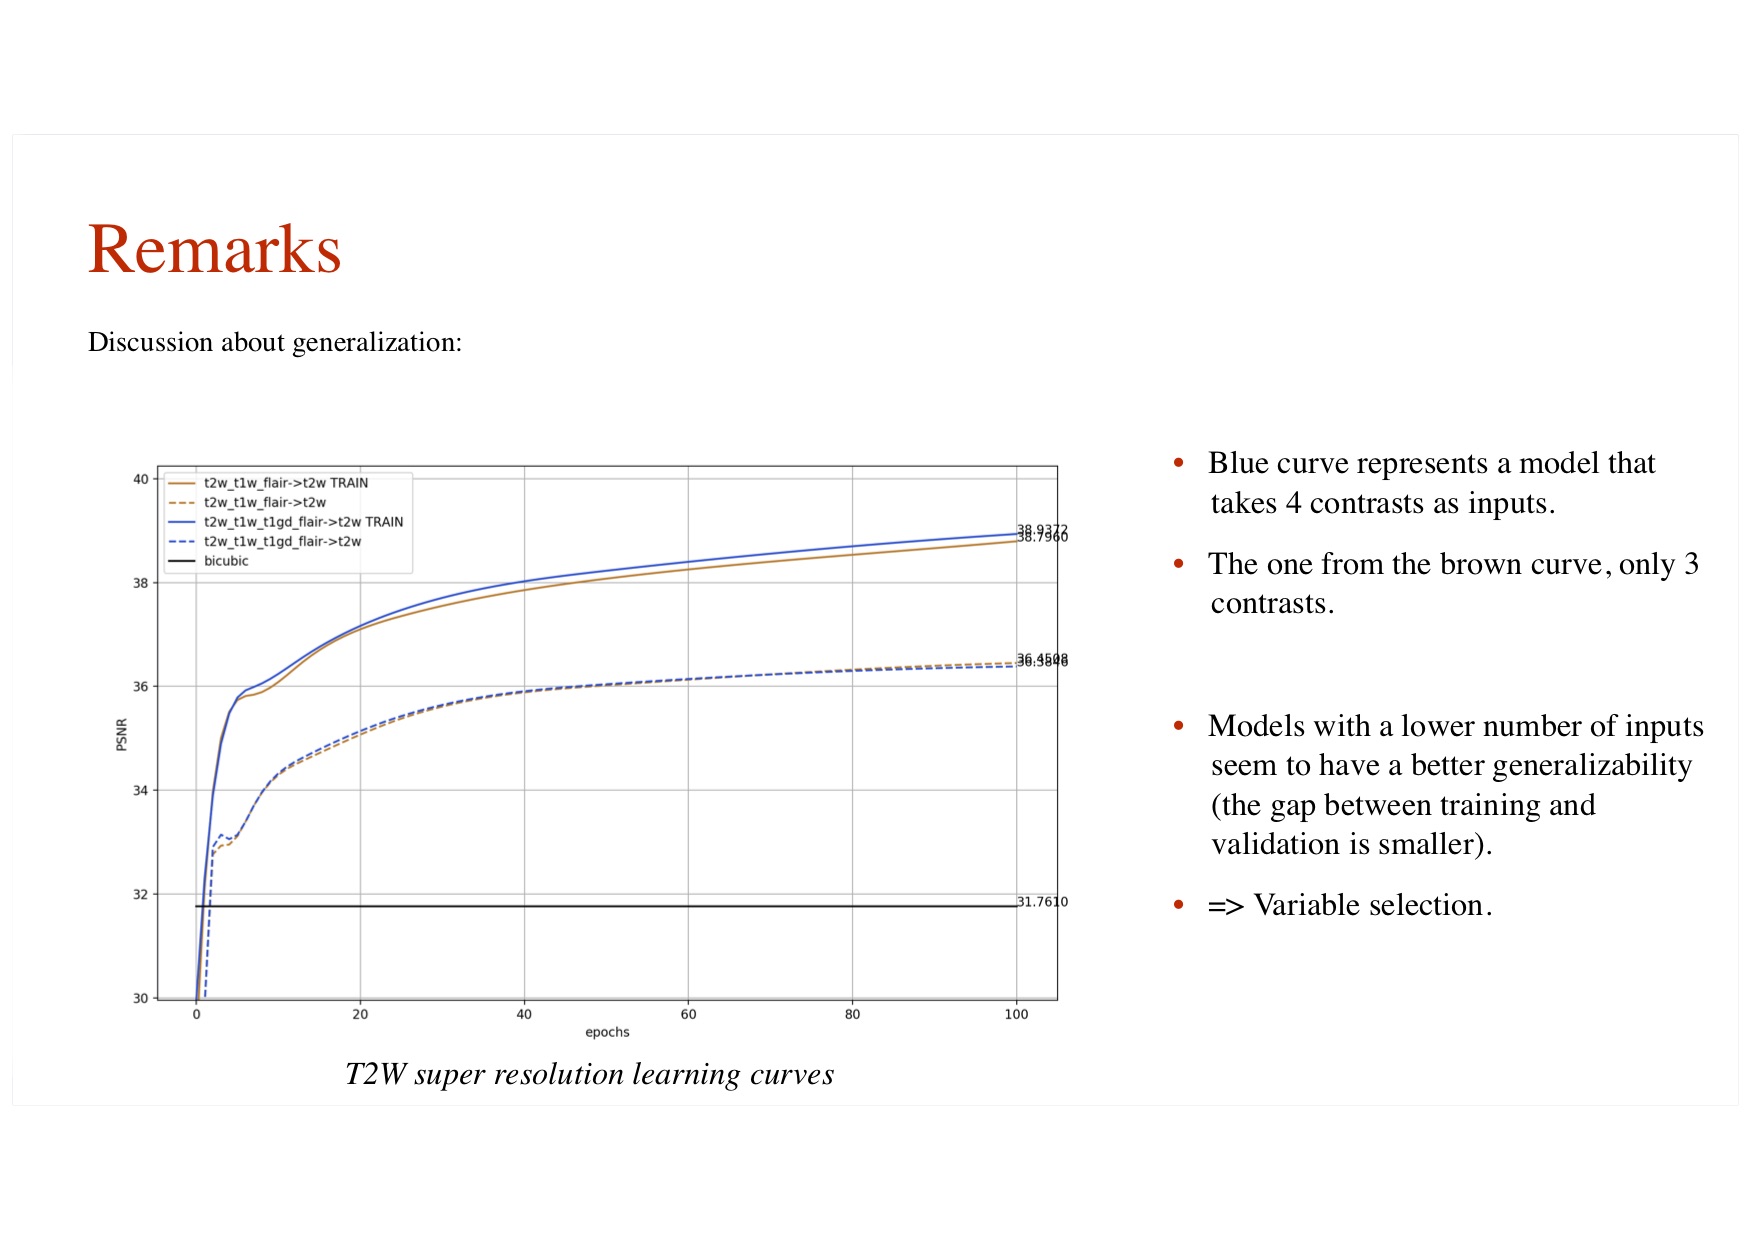 Remarks
Discussion about generalization:
40
38
36
34
32
30
PSNR
t2w_t1w_flair->t2w TRAIN
t2w_t1w_flair->t2w
t2w_t1w_t1gd_flair->t2w TRAIN
t2w_t1w_t1gd_flair->t2w
bicubic
38.9372
38.7960
36.4508
36.3846
31.7610
0 20 40 60 80 100
epochs
T2W super resolution learning curves
• Blue curve represents a model that
takes 4 contrasts as inputs.
• The one from the brown curve, only 3
contrasts.
• Models with a lower number of inputs
seem to have a better generalizability
(the gap between training and
validation is smaller).
• => Variable selection.